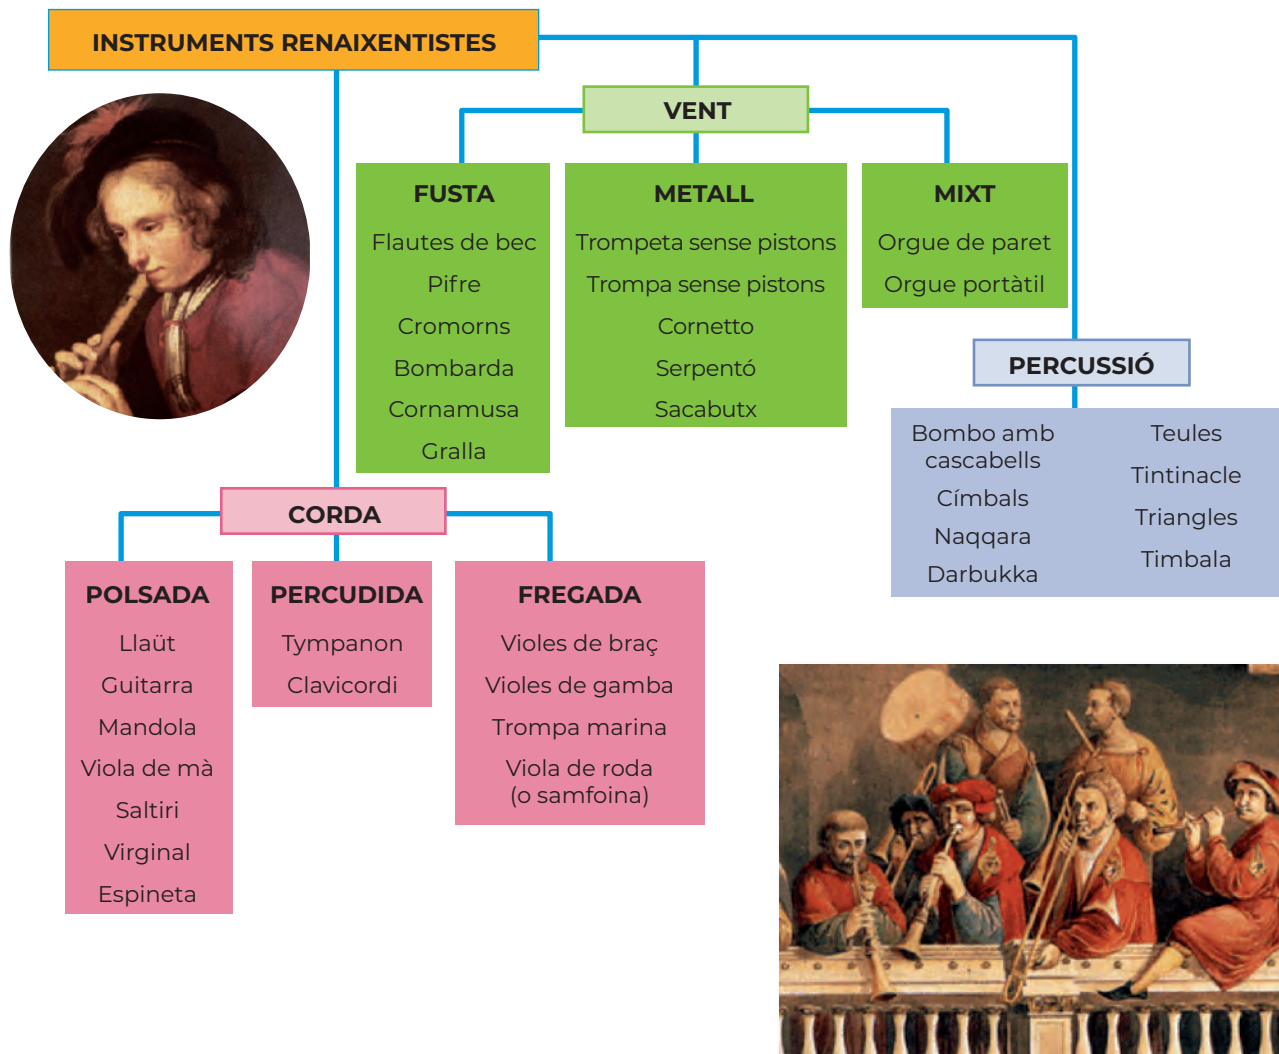 INSTRUMENTS RENAIXENTISTES
VENT
FUSTA
Flautes de bec
Pifre
Cromorns
Bombarda
Cornamusa
Gralla
METALL
Trompeta sense pistons
Trompa sense pistons
Cornetto
Serpentó
Sacabutx
MIXT
Orgue de paret
Orgue portàtil
PERCUSSIÓ
Bombo amb
cascabells
Címbals
Naqqara
Darbukka
Teules
Tintinacle
Triangles
Timbala
CORDA
POLSADA
Llaüt
Guitarra
Mandola
Viola de mà
Saltiri
Virginal
Espineta
PERCUDIDA
Tympanon
Clavicordi
FREGADA
Violes de braç
Violes de gamba
Trompa marina
Viola de roda
(o samfoina)